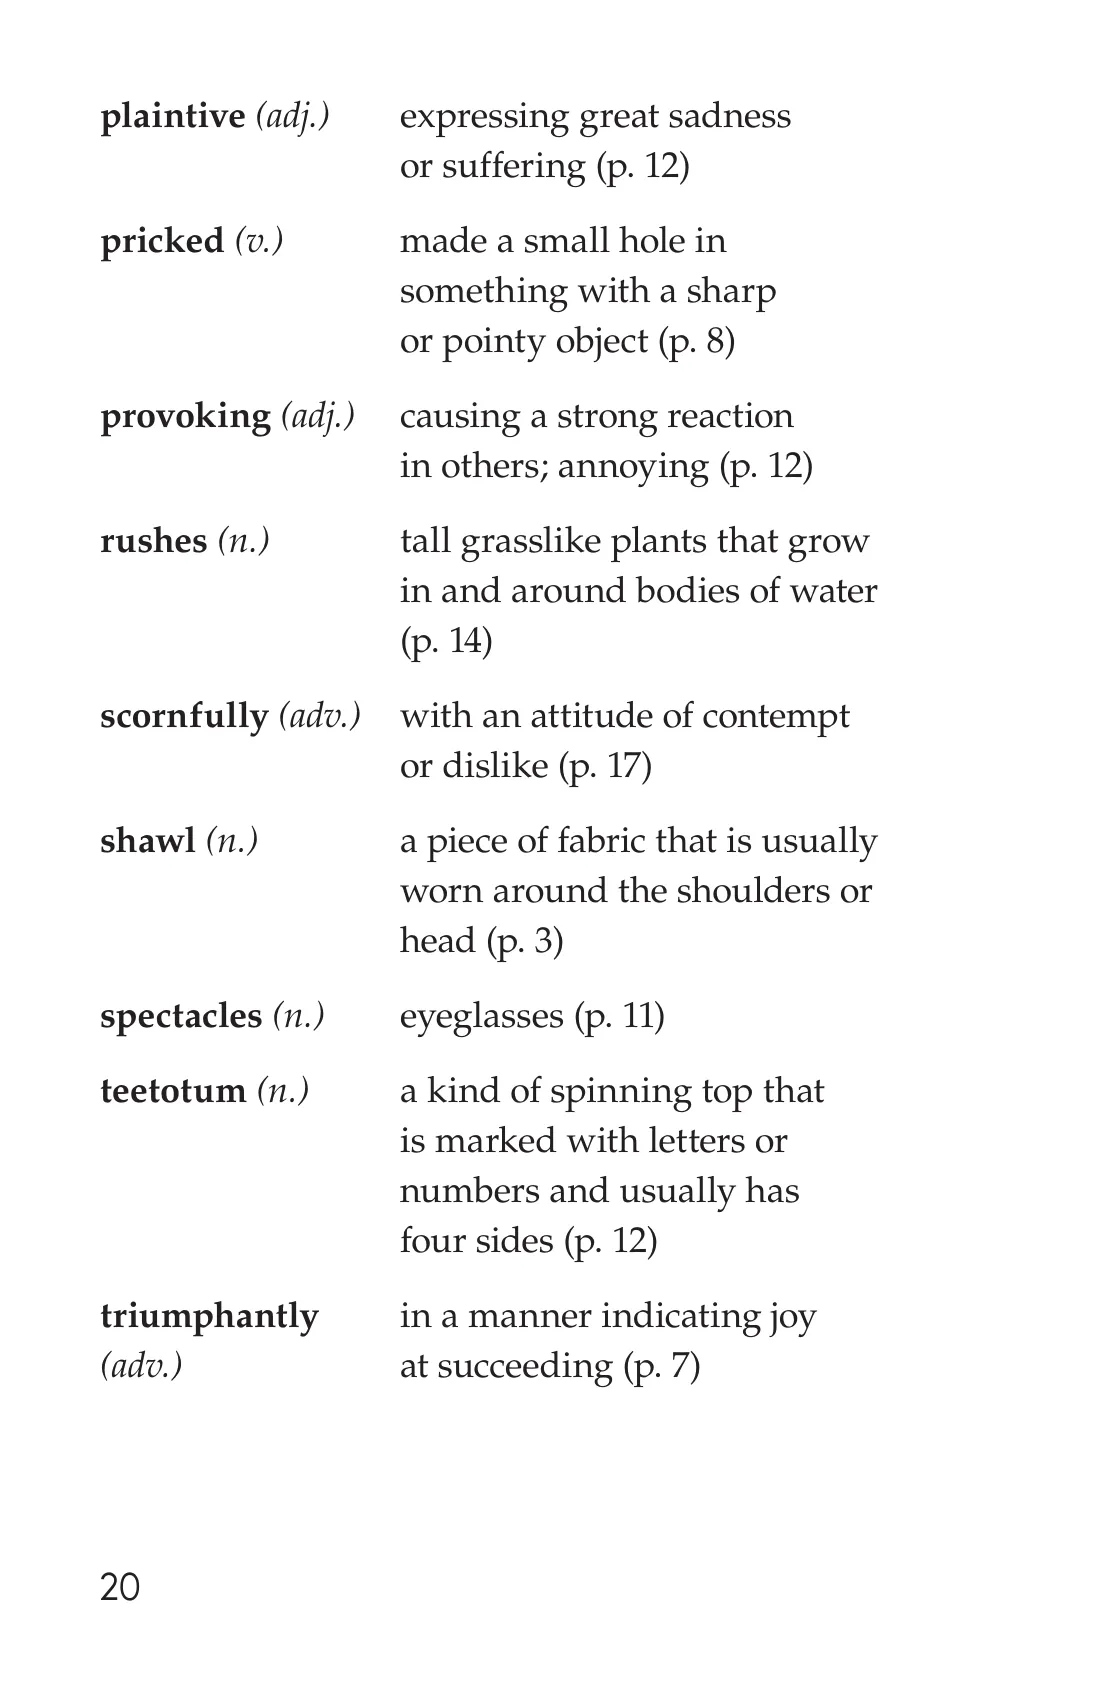 plaintive (adj.) expressing great sadness
or suffering (p. 12)
pricked (v.) made a small hole in
something with a sharp
or pointy object (p. 8)
provoking (adj.) causing a strong reaction
in others; annoying (p. 12)
rushes (n.) tall grasslike plants that grow
in and around bodies of water
(p. 14)
scornfully (adv.) with an attitude of contempt
or dislike (p. 17)
shawl (n.) a piece of fabric that is usually
worn around the shoulders or
head (p. 3)
spectacles (n.) eyeglasses (p. 11)
teetotum (n.) a kind of spinning top that
is marked with letters or
numbers and usually has
four sides (p. 12)
triumphantly in a manner indicating joy
(adv.) at succeeding (p. 7)
20